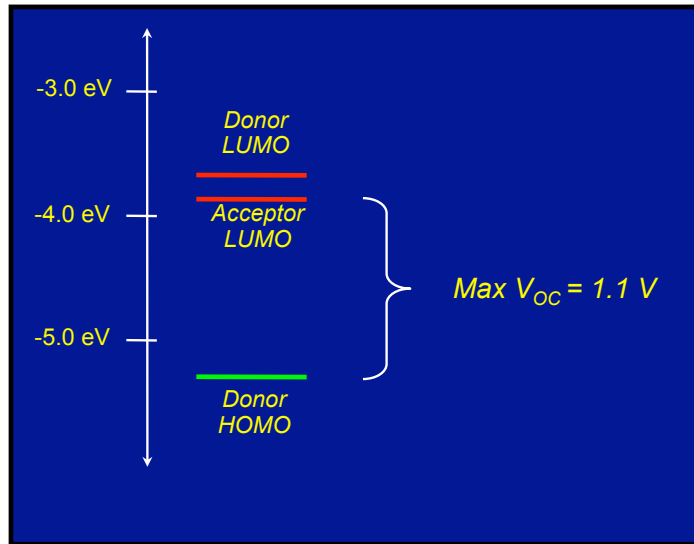 -3.0 eV
Donor
LUMO
-4.0 eV
Acceptor
LUMO
Max VOC = 1.1 V
-5.0 eV
Donor
HOMO